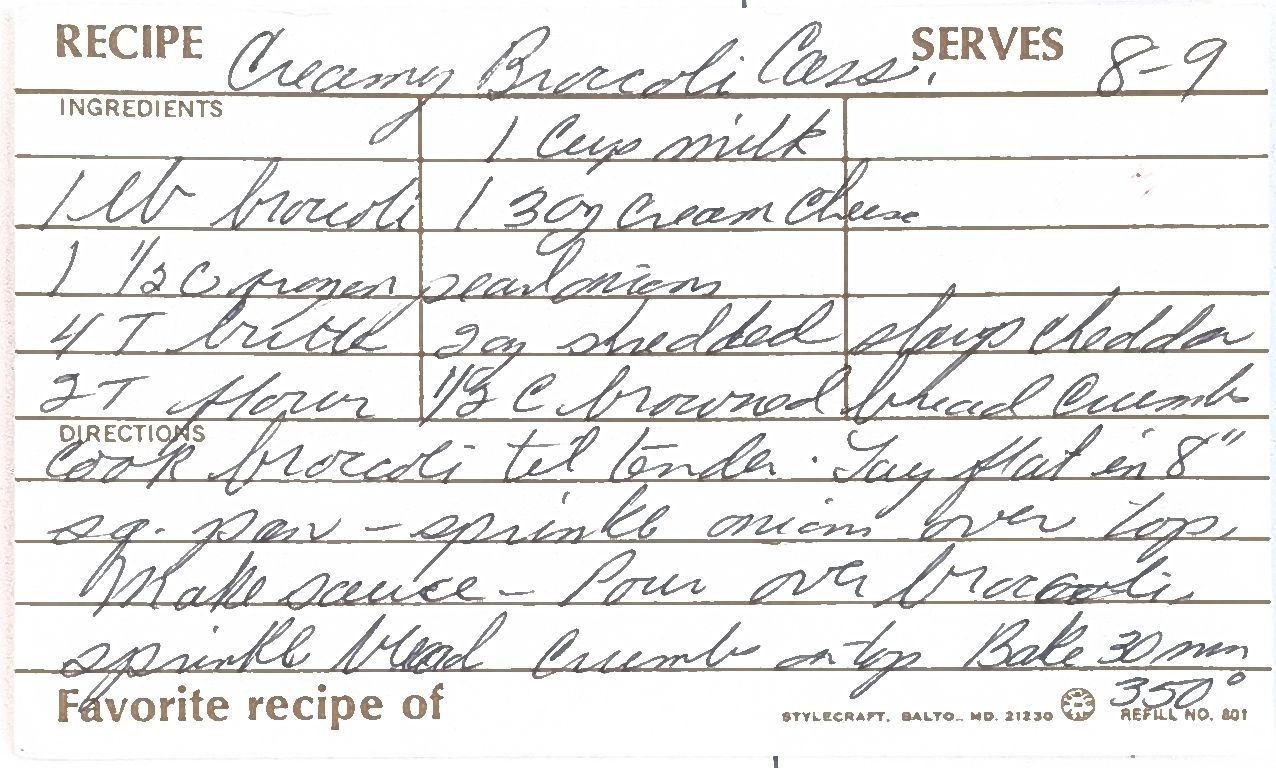 RECIPE Creamy Broccoli Cass. SERVES 8-9
INGREDIENTS
1 Cup milk
1 lb broccoli 1 3oz cream cheese
1 1/2 C frozen pearl onions
4 T butter 2oz shredded sharp cheddar
2T flour 1 1/2 C browned bread crumbs
DIRECTIONS
Cook broccoli til tender. Lay flat in 8"
sq. pan - sprinkle onions over top.
Make sauce - Pour over broccoli
sprinkle bread crumbs on top Bake 30 min
350°
Favorite recipe of
STYLECRAFT, BALTO., MD. 21230 REFILL NO. 801